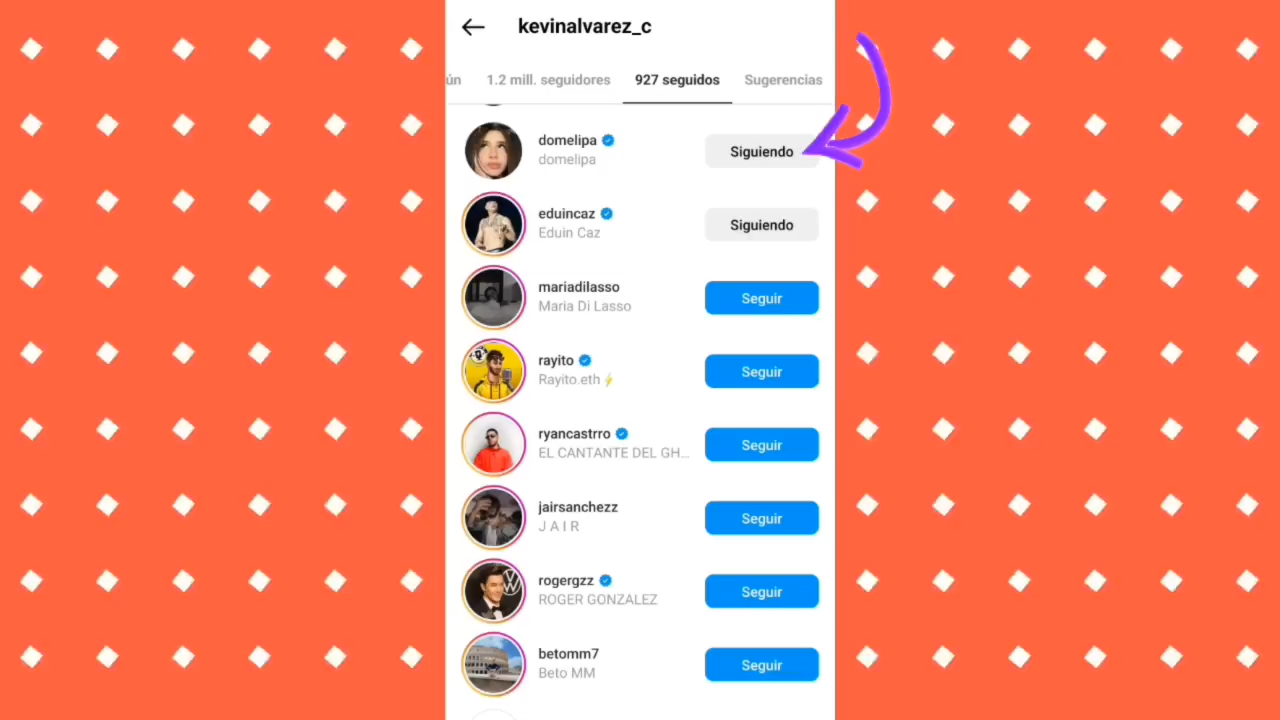 kevinalvarez_c
ún 1.2 mill. seguidores 927 seguidos Sugerencias
domelipa
domelipa
Siguiendo
eduincaz
Eduin Caz
Siguiendo
mariadilasso
Maria Di Lasso
Seguir
rayito
Rayito.eth⚡
Seguir
ryancastrro
EL CANTANTE DEL GH...
Seguir
jairsanchezz
J A I R
Seguir
rogergzz
ROGER GONZALEZ
Seguir
betomm7
Beto MM
Seguir